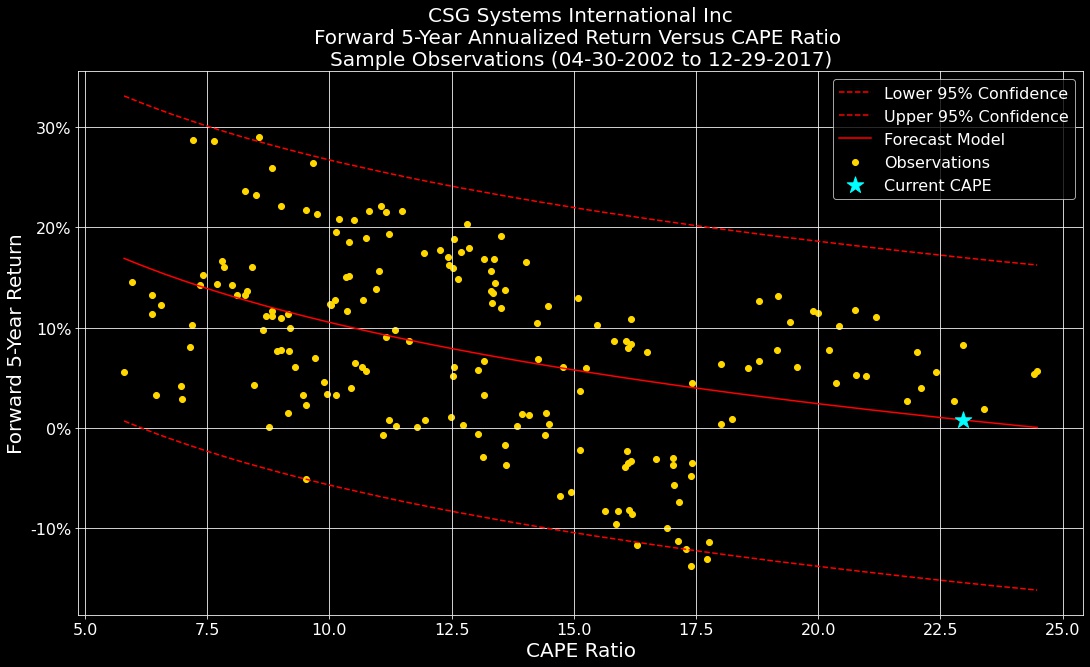 CSG Systems International Inc
Forward 5-Year Annualized Return Versus CAPE Ratio
Sample Observations (04-30-2002 to 12-29-2017)
Lower 95% Confidence
Upper 95% Confidence
Forecast Model
Observations
Current CAPE
Forward 5-Year Return
30%
20%
10%
0%
-10%
5.0 7.5 10.0 12.5 15.0 17.5 20.0 22.5 25.0
CAPE Ratio